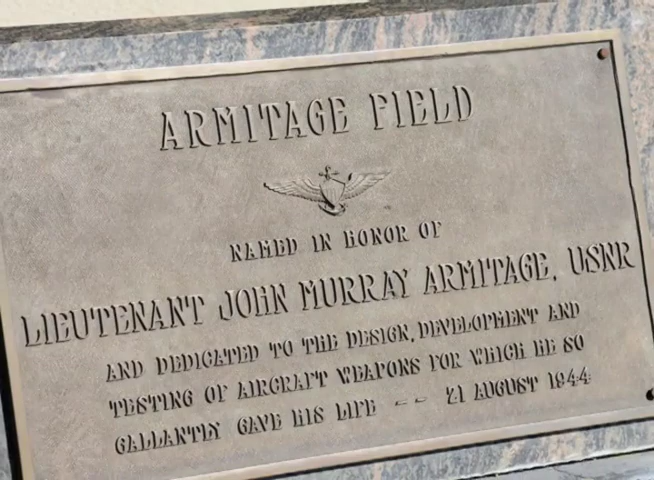 ARMITAGE FIELD
NAMED IN HONOR OF
LIEUTENANT JOHN MURRAY ARMITAGE, USNR
AND DEDICATED TO THE DESIGN, DEVELOPMENT AND
TESTING OF AIRCRAFT WEAPONS FOR WHICH HE SO
GALLANTLY GAVE HIS LIFE -- 21 AUGUST 1944